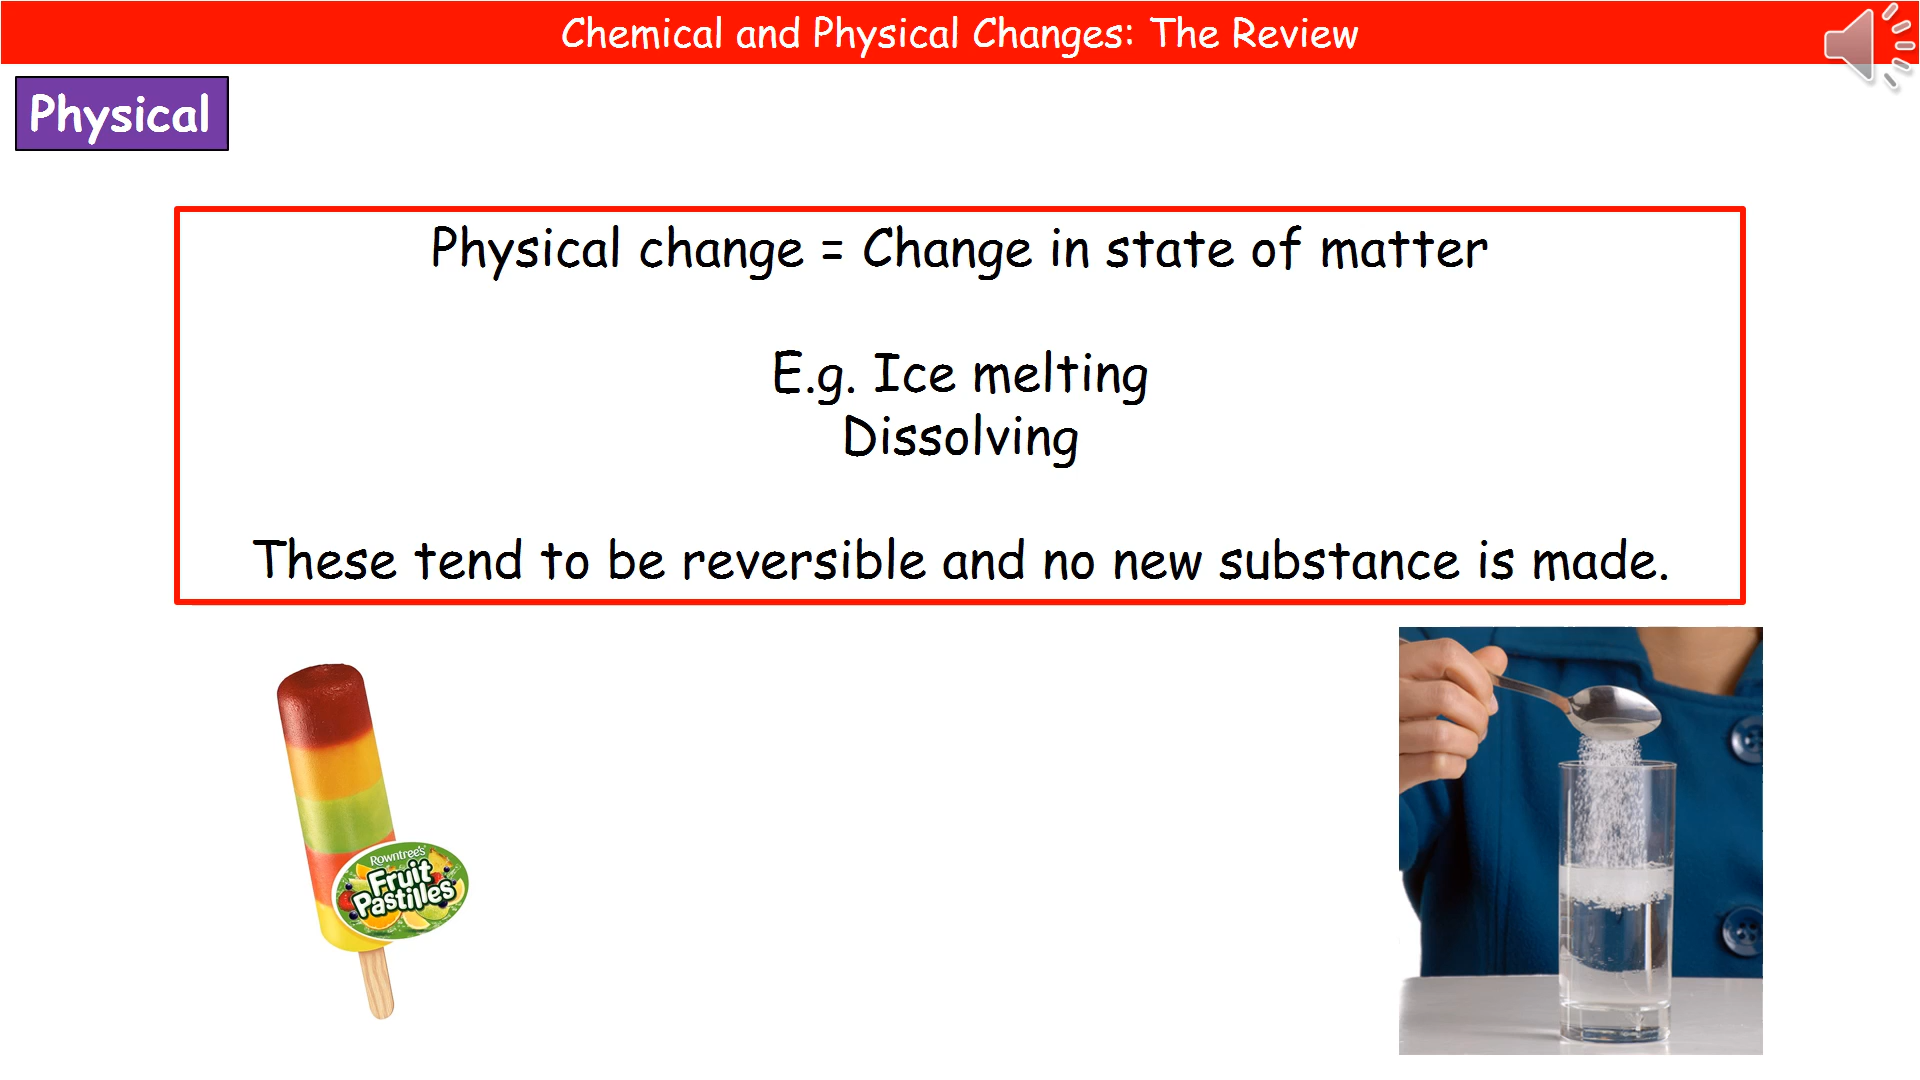 Chemical and Physical Changes: The Review
Physical
Physical change = Change in state of matter
E.g. Ice melting
Dissolving
These tend to be reversible and no new substance is made.
Rowntree's
Fruit
Pastilles